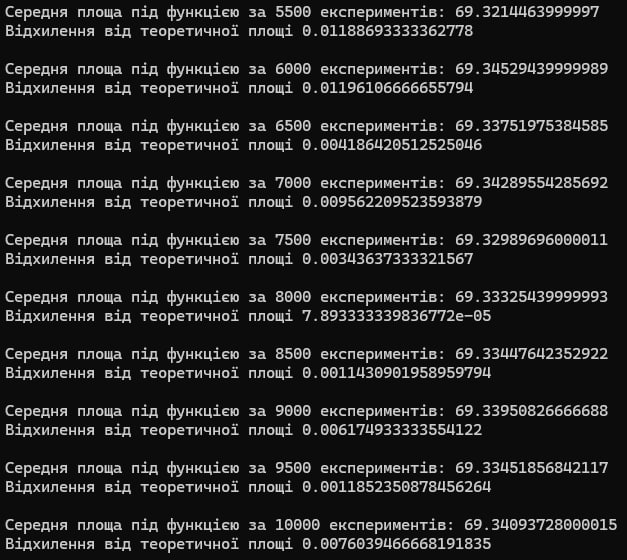 Середня площа під функцією за 5500 експериментів: 69.3214463999997
Відхилення від теоретичної площі 0.01188693333362778
Середня площа під функцією за 6000 експериментів: 69.34529439999989
Відхилення від теоретичної площі 0.01196106666655794
Середня площа під функцією за 6500 експериментів: 69.33751975384585
Відхилення від теоретичної площі 0.004186420512525046
Середня площа під функцією за 7000 експериментів: 69.34289554285692
Відхилення від теоретичної площі 0.009562209523593879
Середня площа під функцією за 7500 експериментів: 69.32989696000011
Відхилення від теоретичної площі 0.00343637333321567
Середня площа під функцією за 8000 експериментів: 69.33325439999993
Відхилення від теоретичної площі 7.893333339836772e-05
Середня площа під функцією за 8500 експериментів: 69.33447642352922
Відхилення від теоретичної площі 0.0011430901958959794
Середня площа під функцією за 9000 експериментів: 69.33950826666688
Відхилення від теоретичної площі 0.006174933333554122
Середня площа під функцією за 9500 експериментів: 69.33451856842117
Відхилення від теоретичної площі 0.0011852350878456264
Середня площа під функцією за 10000 експериментів: 69.34093728000015
Відхилення від теоретичної площі 0.0076039466668191835